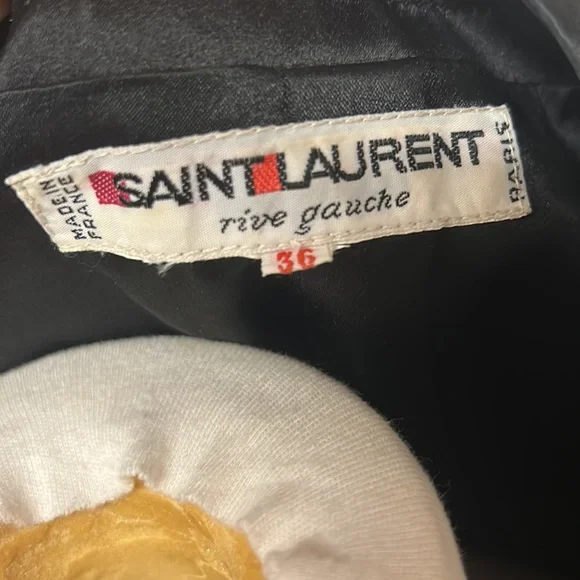 MADE IN
FRANCE
SAINT LAURENT
rive gauche
PARIS
36